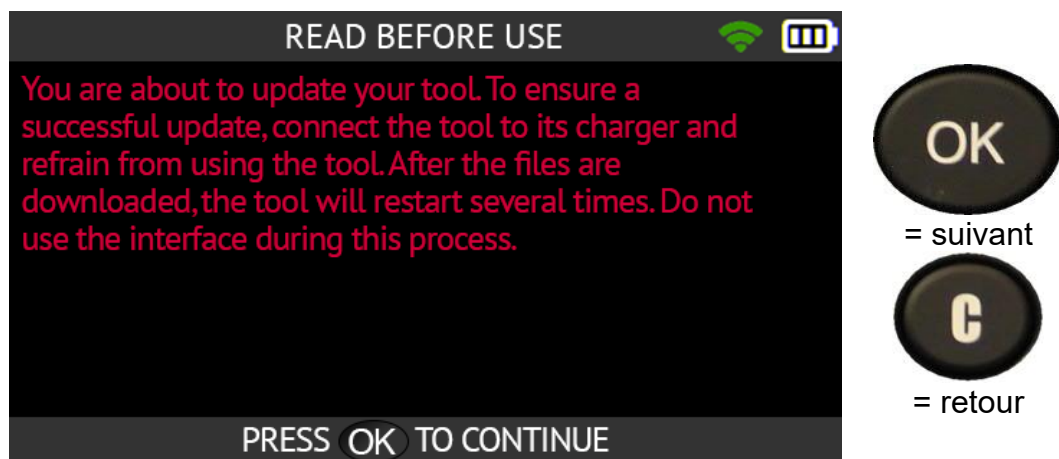 READ BEFORE USE
You are about to update your tool. To ensure a
successful update, connect the tool to its charger and
refrain from using the tool. After the files are
downloaded, the tool will restart several times. Do not
use the interface during this process.
PRESS OK TO CONTINUE
OK
= suivant
C
= retour